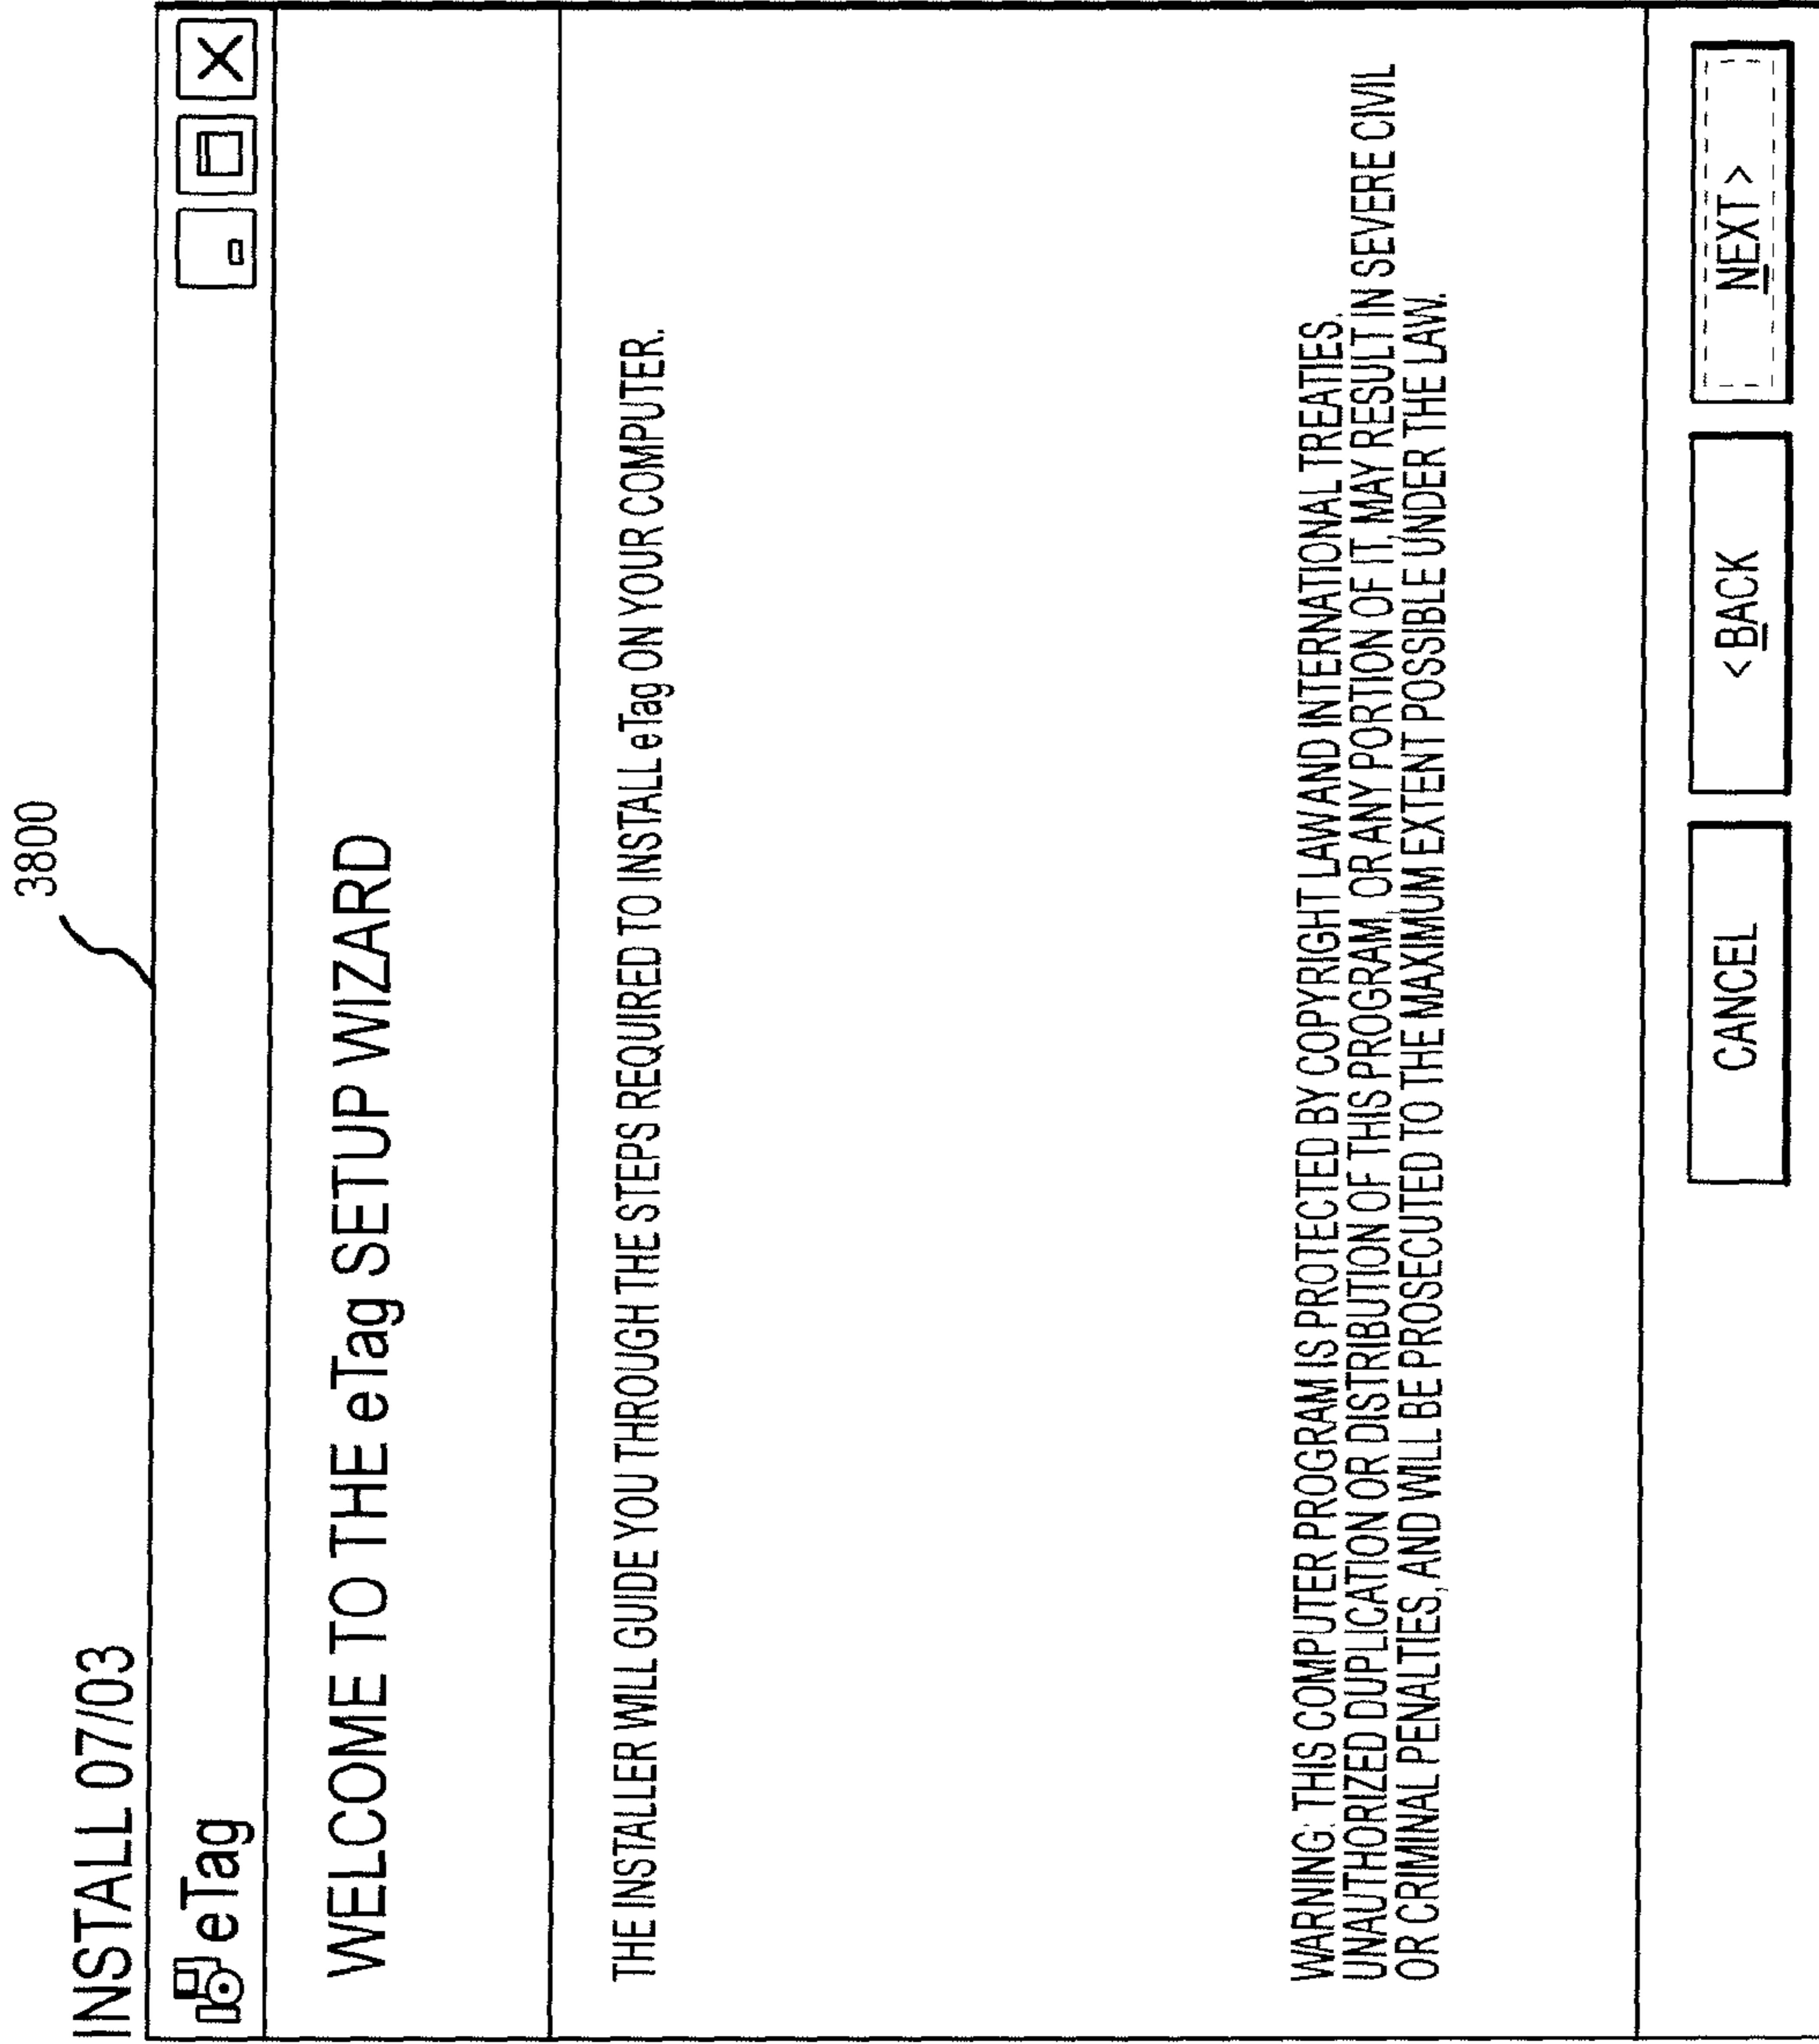 INSTALL 07/03
3800
eTag
WELCOME TO THE eTag SETUP WIZARD
THE INSTALLER WILL GUIDE YOU THROUGH THE STEPS REQUIRED TO INSTALL eTag ON YOUR COMPUTER.
WARNING: THIS COMPUTER PROGRAM IS PROTECTED BY COPYRIGHT LAW AND INTERNATIONAL TREATIES.
UNAUTHORIZED DUPLICATION OR DISTRIBUTION OF THIS PROGRAM, OR ANY PORTION OF IT, MAY RESULT IN SEVERE CIVIL
OR CRIMINAL PENALTIES, AND WILL BE PROSECUTED TO THE MAXIMUM EXTENT POSSIBLE UNDER THE LAW.
CANCEL
< BACK
NEXT >